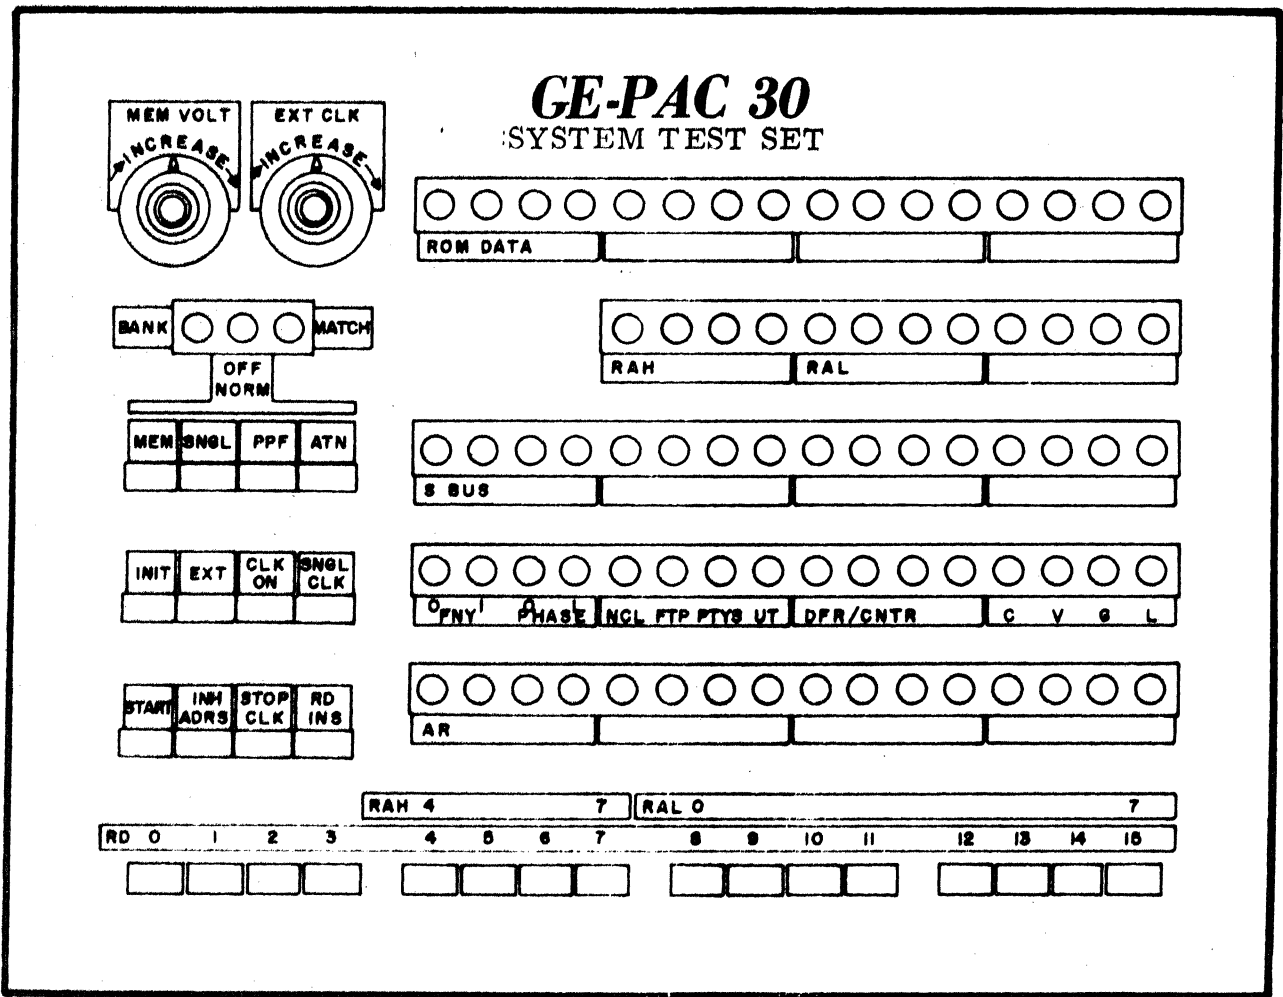 GE-PAC 30
SYSTEM TEST SET
MEM VOLT
INCREASE
EXT CLK
INCREASE
ROM DATA
BANK
MATCH
OFF
NORM
RAH
RAL
MEM SNGL PPF ATN
S BUS
INIT EXT CLK ON SNGL CLK
0 FNY 1 0 PHASE 1 NCL FTP PTYS UT DFR/CNTR C V G L
START INH ADRS STOP CLK RD INS
AR
RAH 4 7 RAL 0 7
RD 0 1 2 3 4 5 6 7 8 9 10 11 12 13 14 15